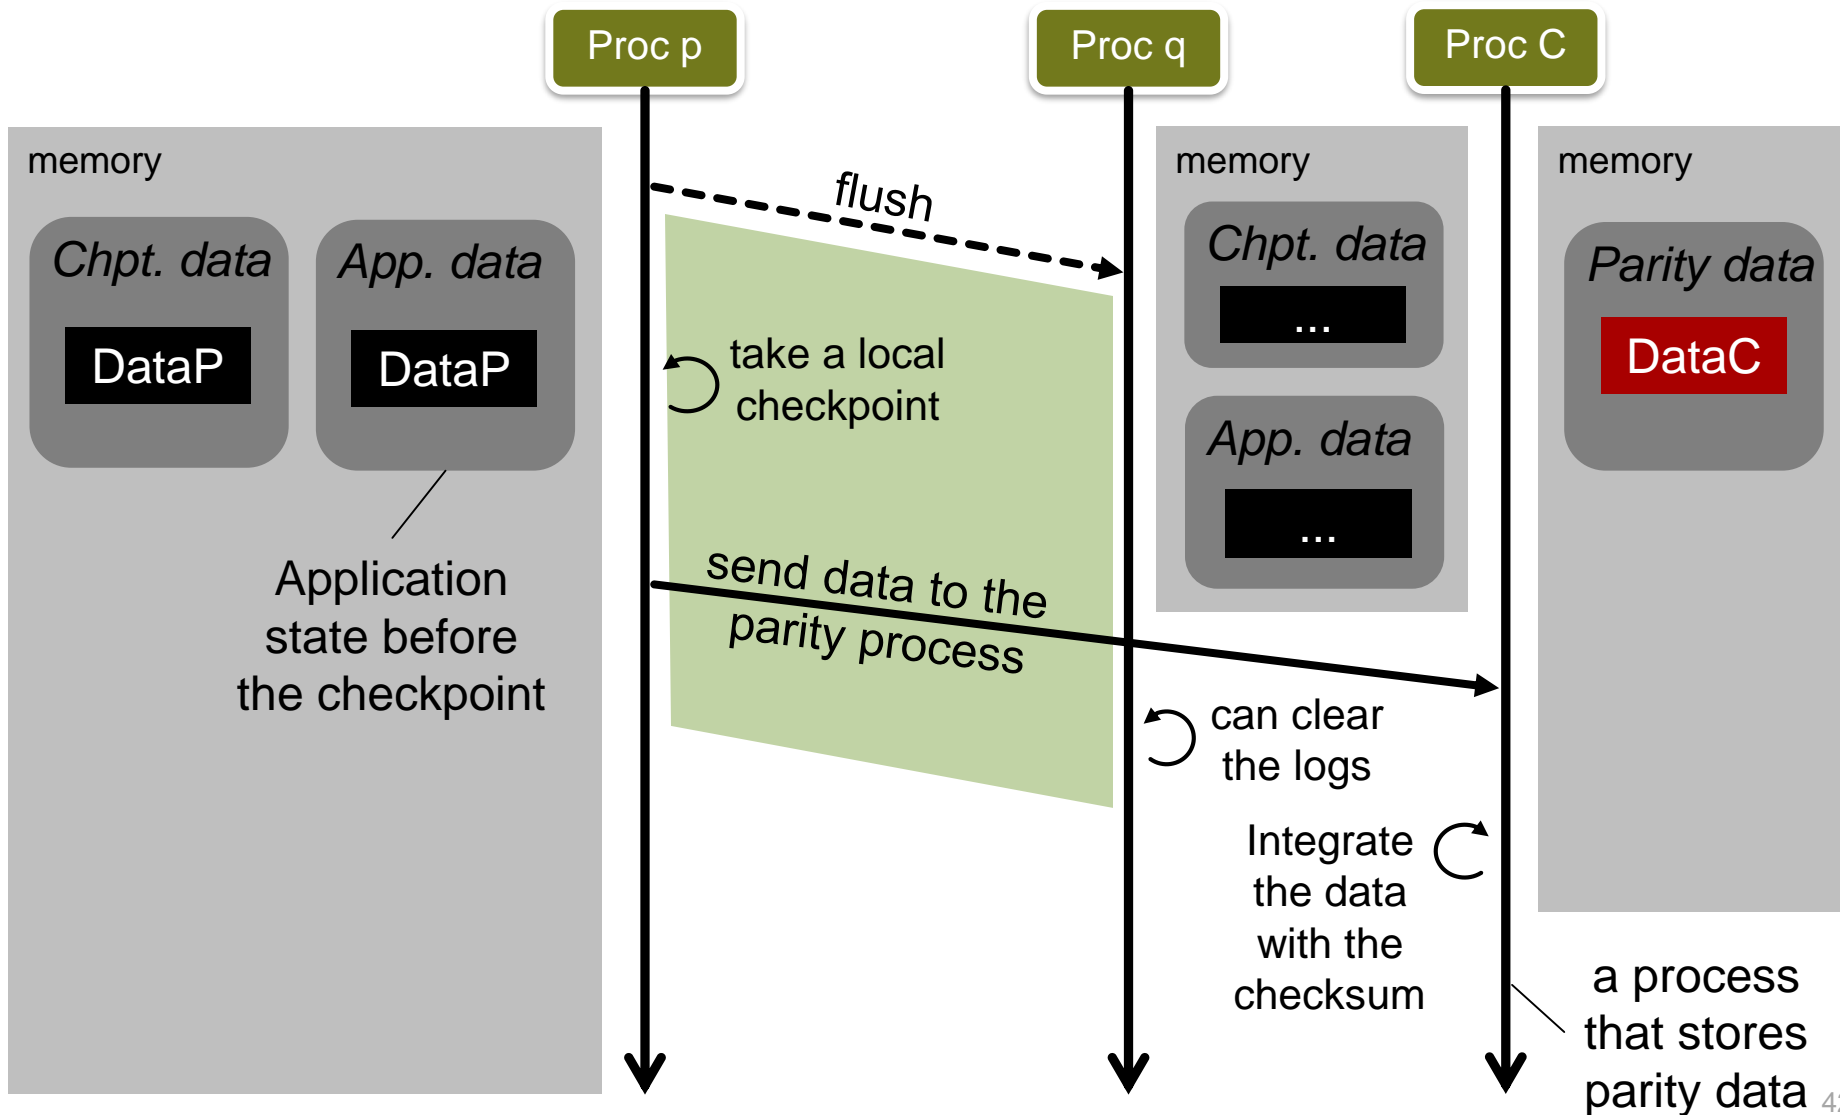 Proc p
Proc q
Proc C
memory
Chpt. data
DataP
App. data
DataP
Application
state before
the checkpoint
flush
take a local
checkpoint
send data to the
parity process
memory
Chpt. data
...
App. data
...
can clear
the logs
Integrate
the data
with the
checksum
memory
Parity data
DataC
a process
that stores
parity data